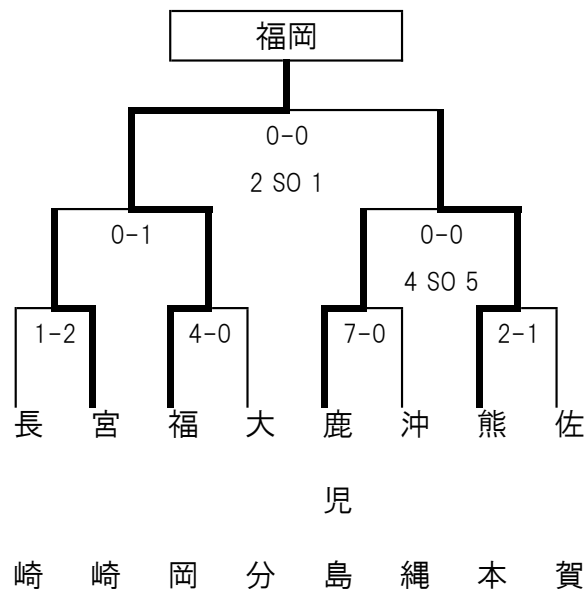 福岡
0-0
2 SO 1
0-1
0-0
4 SO 5
1-2
4-0
7-0
2-1
長崎
宮崎
福岡
大分
鹿児島
沖縄
熊本
佐賀